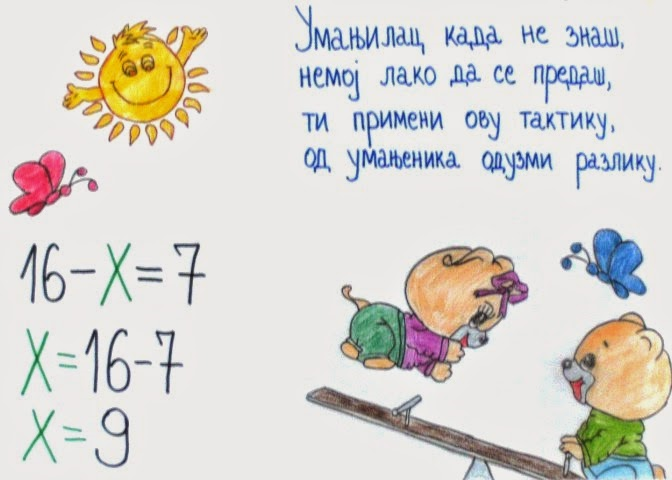 Умањилац када не знаш,
немој лако да се предаш,
ти примени ову тактику,
од умањеника одузми разлику.
16-X=7
X=16-7
X=9